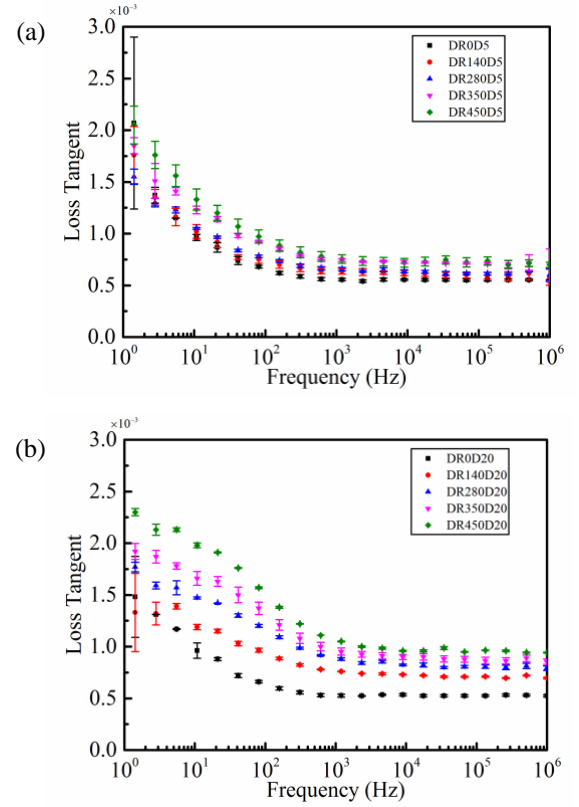 (a)
×10⁻³
3.0
2.5
2.0
1.5
1.0
0.5
0.0
Loss Tangent
DR0D5
DR140D5
DR280D5
DR350D5
DR450D5
10⁰ 10¹ 10² 10³ 10⁴ 10⁵ 10⁶
Frequency (Hz)
(b)
×10⁻³
3.0
2.5
2.0
1.5
1.0
0.5
0.0
Loss Tangent
DR0D20
DR140D20
DR280D20
DR350D20
DR450D20
10⁰ 10¹ 10² 10³ 10⁴ 10⁵ 10⁶
Frequency (Hz)